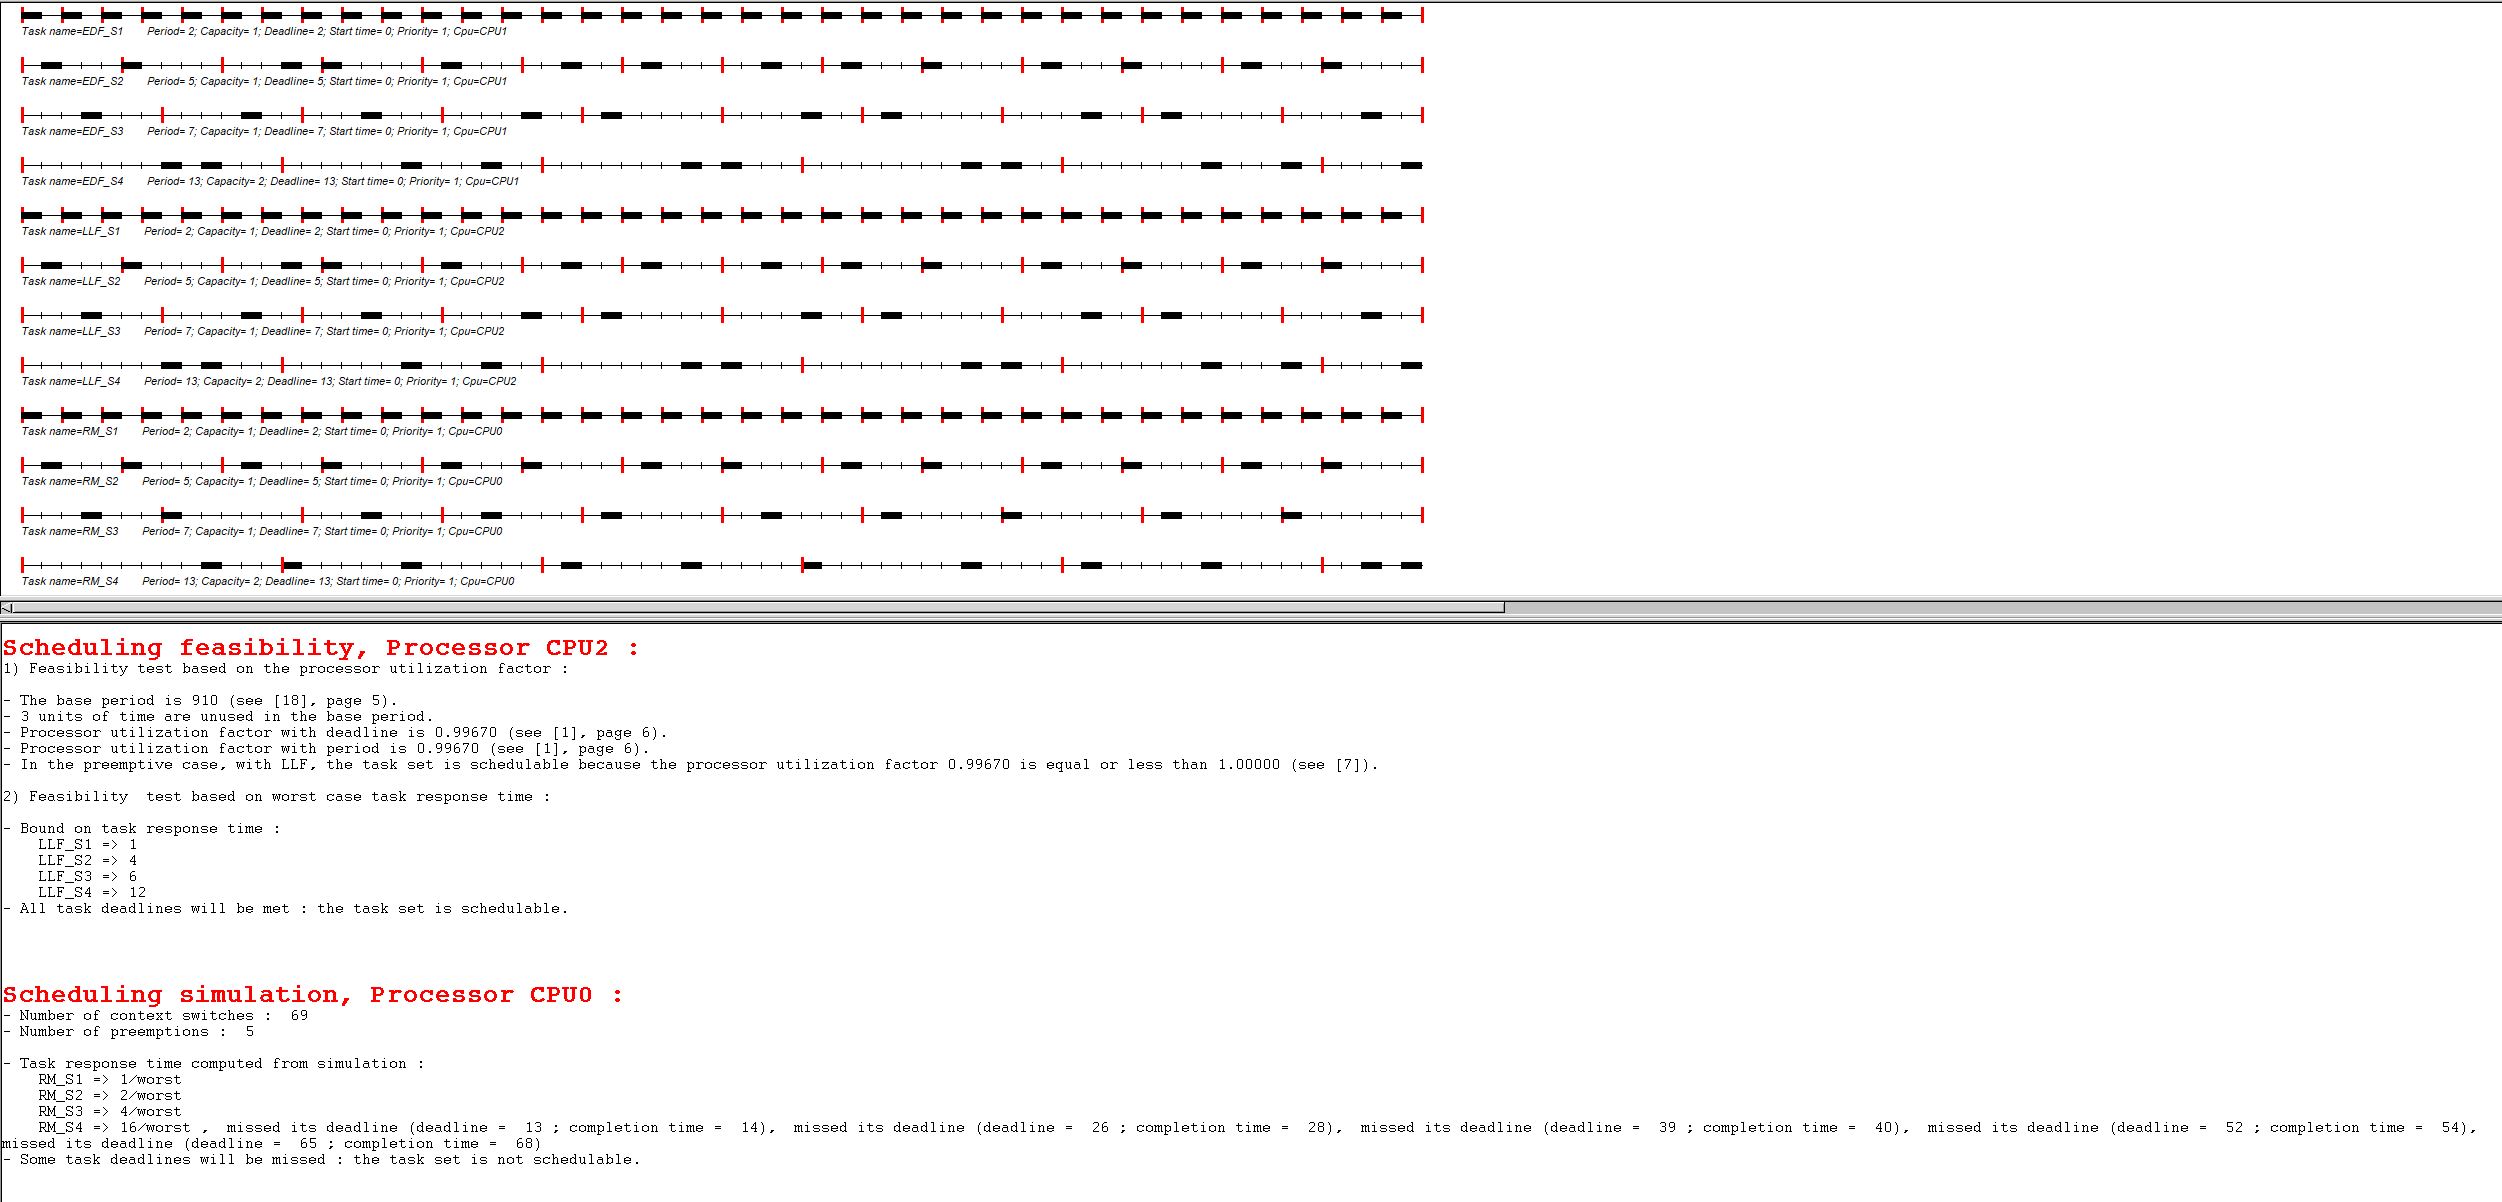 Task name=EDF_S1 Period= 2; Capacity= 1; Deadline= 2; Start time= 0; Priority= 1; Cpu=CPU1
Task name=EDF_S2 Period= 5; Capacity= 1; Deadline= 5; Start time= 0; Priority= 1; Cpu=CPU1
Task name=EDF_S3 Period= 7; Capacity= 1; Deadline= 7; Start time= 0; Priority= 1; Cpu=CPU1
Task name=EDF_S4 Period= 13; Capacity= 2; Deadline= 13; Start time= 0; Priority= 1; Cpu=CPU1
Task name=LLF_S1 Period= 2; Capacity= 1; Deadline= 2; Start time= 0; Priority= 1; Cpu=CPU2
Task name=LLF_S2 Period= 5; Capacity= 1; Deadline= 5; Start time= 0; Priority= 1; Cpu=CPU2
Task name=LLF_S3 Period= 7; Capacity= 1; Deadline= 7; Start time= 0; Priority= 1; Cpu=CPU2
Task name=LLF_S4 Period= 13; Capacity= 2; Deadline= 13; Start time= 0; Priority= 1; Cpu=CPU2
Task name=RM_S1 Period= 2; Capacity= 1; Deadline= 2; Start time= 0; Priority= 1; Cpu=CPU0
Task name=RM_S2 Period= 5; Capacity= 1; Deadline= 5; Start time= 0; Priority= 1; Cpu=CPU0
Task name=RM_S3 Period= 7; Capacity= 1; Deadline= 7; Start time= 0; Priority= 1; Cpu=CPU0
Task name=RM_S4 Period= 13; Capacity= 2; Deadline= 13; Start time= 0; Priority= 1; Cpu=CPU0
Scheduling feasibility, Processor CPU2 :
1) Feasibility test based on the processor utilization factor :
- The base period is 910 (see [18], page 5).
- 3 units of time are unused in the base period.
- Processor utilization factor with deadline is 0.99670 (see [1], page 6).
- Processor utilization factor with period is 0.99670 (see [1], page 6).
- In the preemptive case, with LLF, the task set is schedulable because the processor utilization factor 0.99670 is equal or less than 1.00000 (see [7]).
2) Feasibility test based on worst case task response time :
- Bound on task response time :
LLF_S1 => 1
LLF_S2 => 4
LLF_S3 => 6
LLF_S4 => 12
- All task deadlines will be met : the task set is schedulable.
Scheduling simulation, Processor CPU0 :
- Number of context switches : 69
- Number of preemptions : 5
- Task response time computed from simulation :
RM_S1 => 1/worst
RM_S2 => 2/worst
RM_S3 => 4/worst
RM_S4 => 16/worst , missed its deadline (deadline = 13 ; completion time = 14), missed its deadline (deadline = 26 ; completion time = 28), missed its deadline (deadline = 39 ; completion time = 40), missed its deadline (deadline = 52 ; completion time = 54),
missed its deadline (deadline = 65 ; completion time = 68)
- Some task deadlines will be missed : the task set is not schedulable.